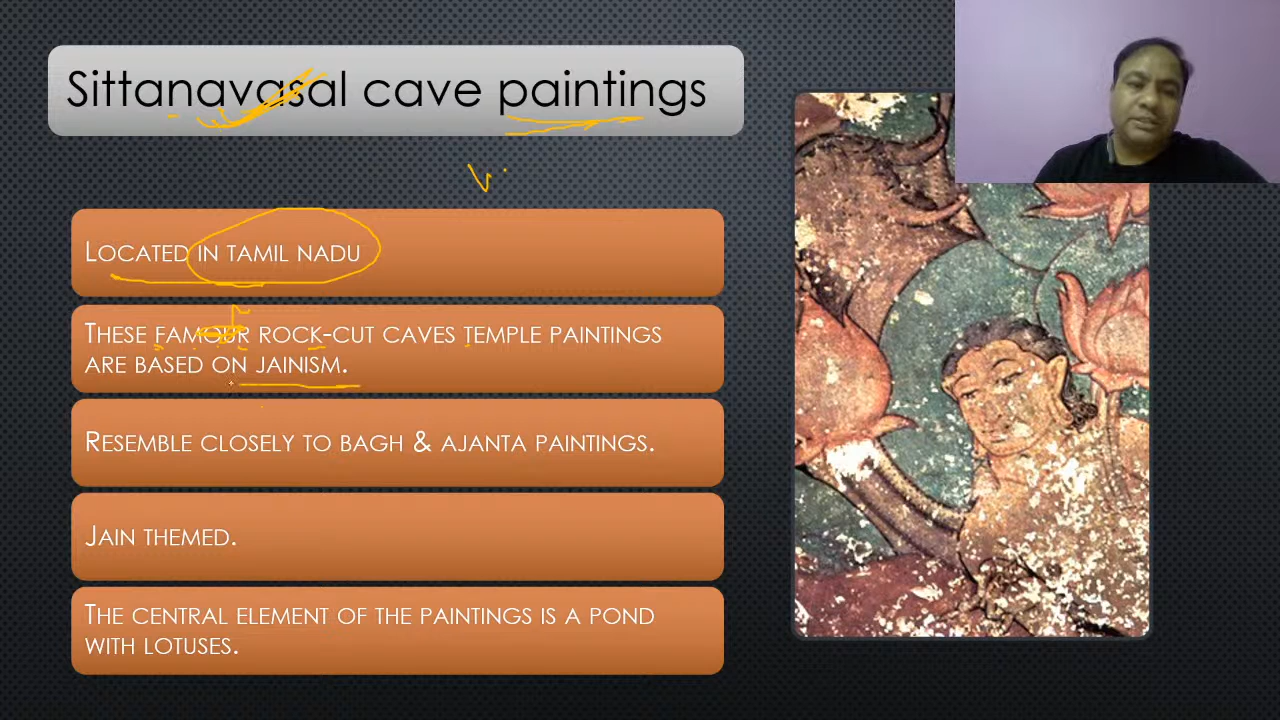 Sittanavasal cave paintings
LOCATED IN TAMIL NADU
THESE FAMOUR ROCK-CUT CAVES TEMPLE PAINTINGS
ARE BASED ON JAINISM.
RESEMBLE CLOSELY TO BAGH & AJANTA PAINTINGS.
JAIN THEMED.
THE CENTRAL ELEMENT OF THE PAINTINGS IS A POND
WITH LOTUSES.